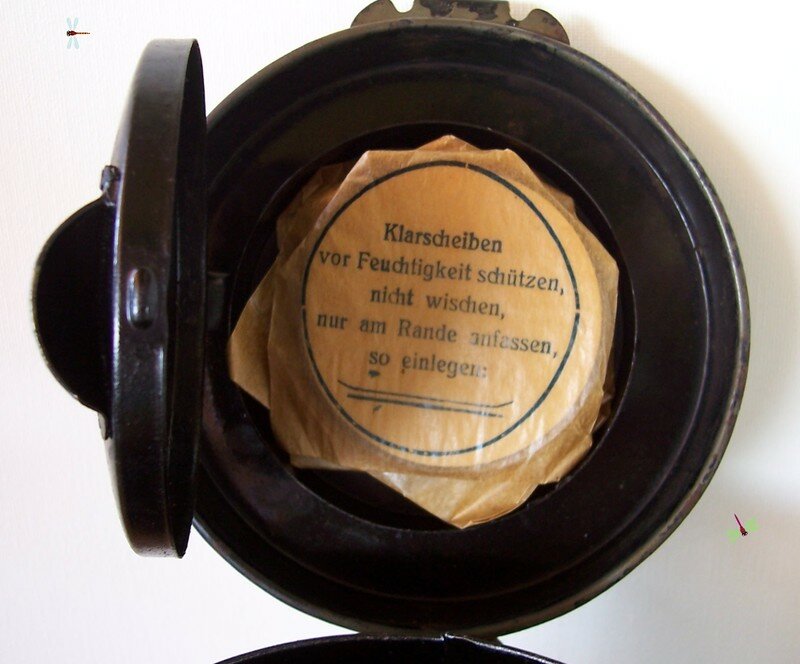 Klarscheiben
vor Feuchtigkeit schützen,
nicht wischen,
nur am Rande anfassen,
so einlegen: